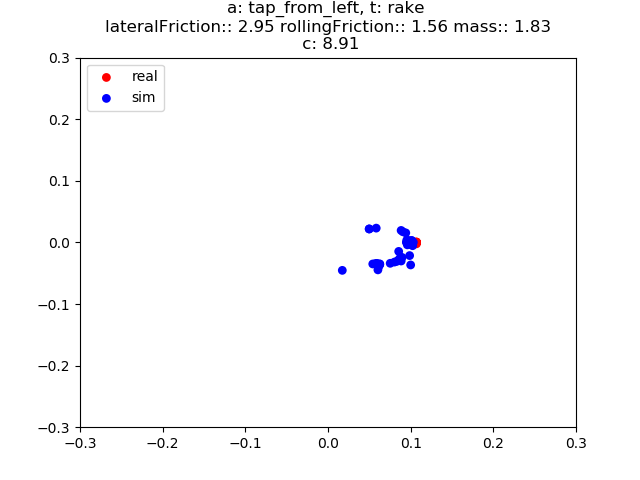 a: tap_from_left, t: rake
lateralFriction:: 2.95 rollingFriction:: 1.56 mass:: 1.83
c: 8.91
real
sim
0.3
0.2
0.1
0.0
−0.1
−0.2
−0.3
−0.3 −0.2 −0.1 0.0 0.1 0.2 0.3